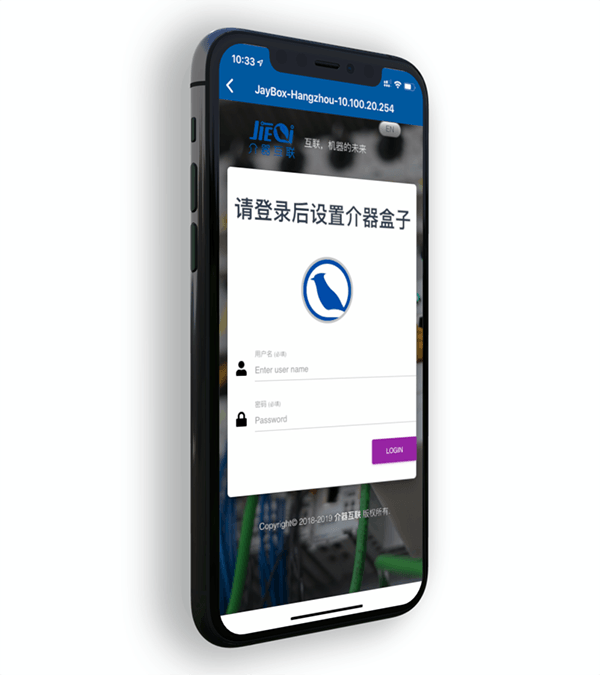 10:33
JayBox-Hangzhou-10.100.20.254
EN
JIEQI
介器互联
互联，机器的未来
请登录后设置介器盒子
用户名 (必填)
Enter user name
密码 (必填)
Password
LOGIN
Copyright© 2018-2019 介器互联 版权所有.